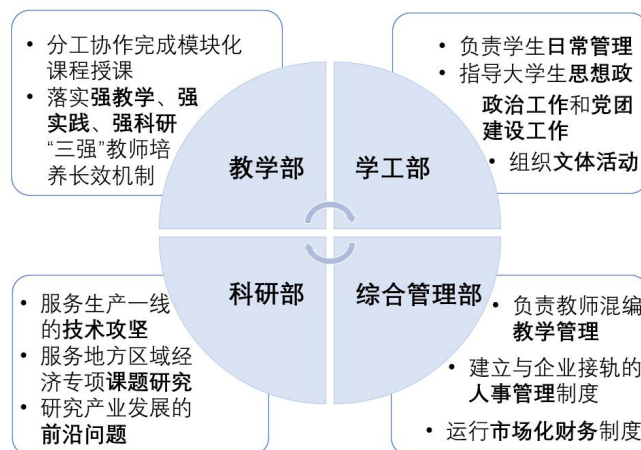 • 分工协作完成模块化
课程授课
• 落实强教学、强
实践、强科研
“三强”教师培
养长效机制
教学部
• 负责学生日常管理
• 指导大学生思想政
政治工作和党团
建设工作
• 组织文体活动
学工部
• 服务生产一线
的技术攻坚
• 服务地方区域经
济专项课题研究
• 研究产业发展的
前沿问题
科研部
• 负责教师混编
教学管理
• 建立与企业接轨的
人事管理制度
• 运行市场化财务制度
综合管理部